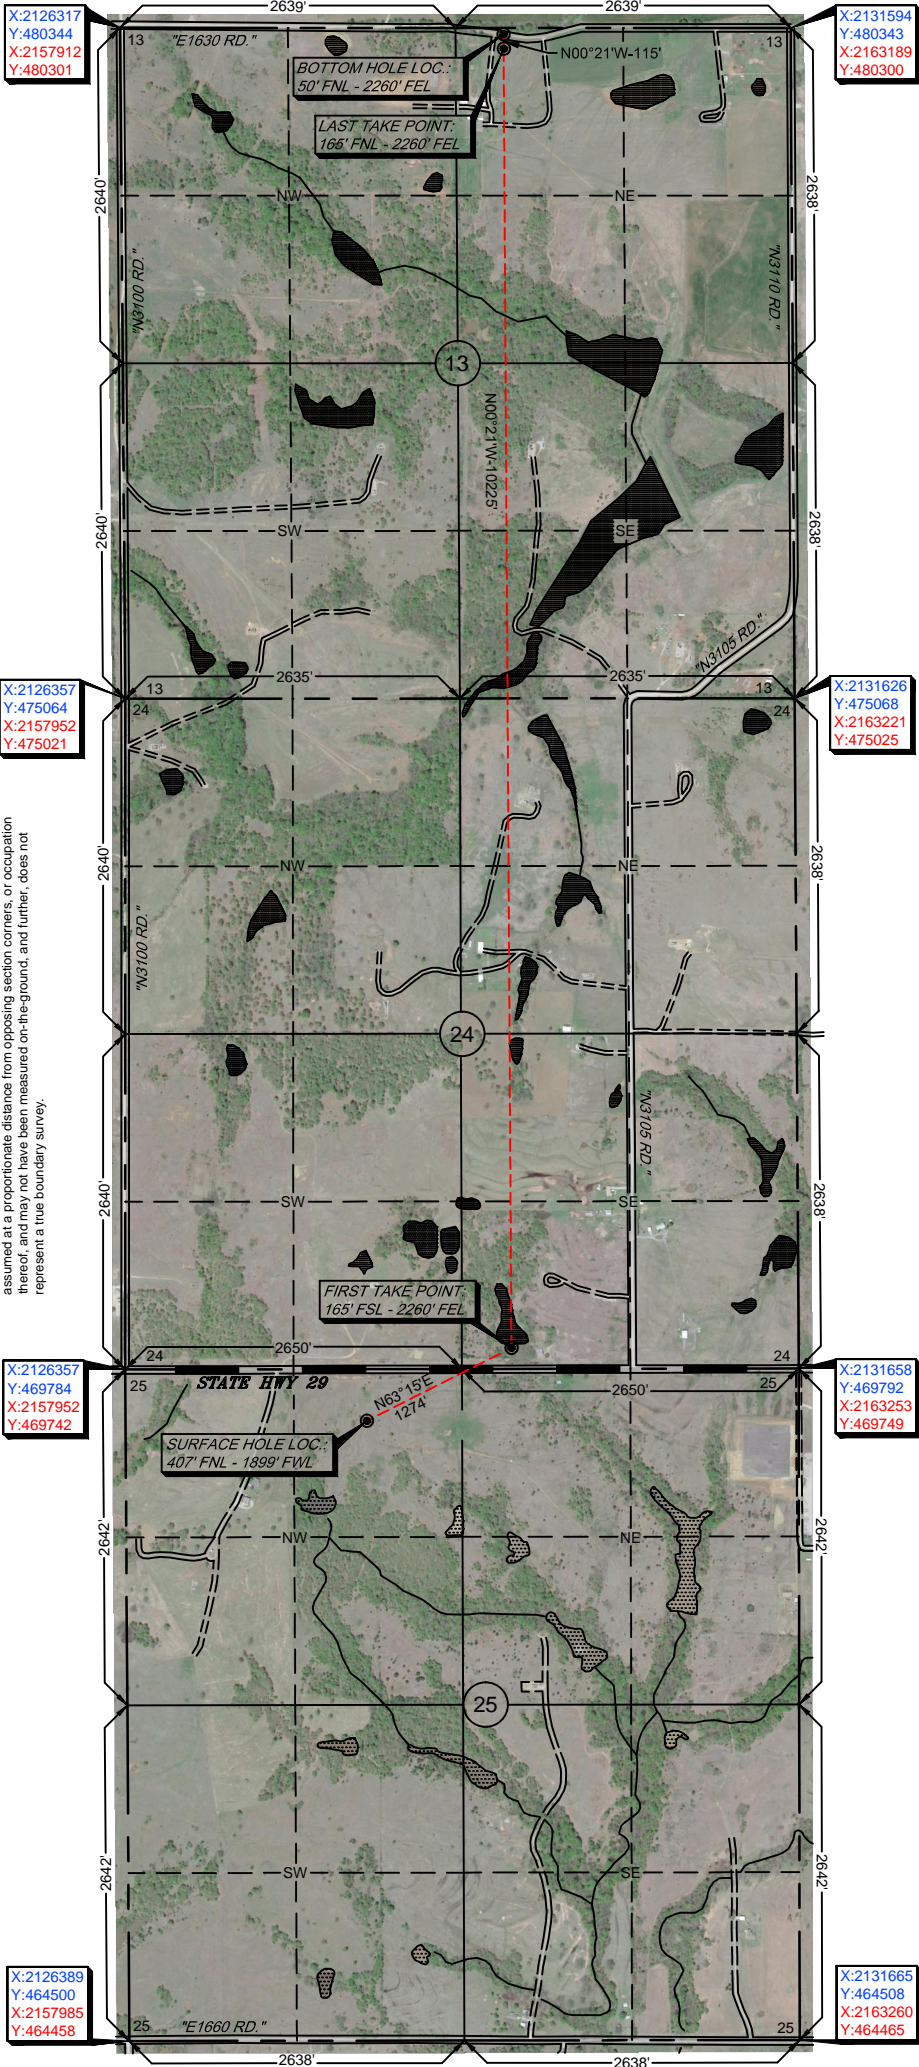 2639'
2639'
X:2126317
Y:480344
X:2157912
Y:480301
X:2131594
Y:480343
X:2163189
Y:480300
13
"E1630 RD."
13
N00°21'W-115'
BOTTOM HOLE LOC.:
50' FNL - 2260' FEL
LAST TAKE POINT:
165' FNL - 2260' FEL
2640'
NW
NE
2638'
"N3100 RD."
"N3110 RD."
13
N00°21'W-10225'
2640'
SW
SE
2638'
"N3105 RD."
2635'
2635'
X:2126357
Y:475064
X:2157952
Y:475021
13
24
13
24
X:2131626
Y:475068
X:2163221
Y:475025
assumed at a proportionate distance from opposing section corners, or occupation
thereof, and may not have been measured on-the-ground, and further, does not
represent a true boundary survey.
2640'
NW
NE
2638'
"N3100 RD."
24
"N3105 RD."
2640'
SW
SE
2638'
FIRST TAKE POINT:
165' FSL - 2260' FEL
2650'
24
24
X:2126357
Y:469784
X:2157952
Y:469742
25
STATE HWY 29
2650'
25
X:2131658
Y:469792
X:2163253
Y:469749
N63°15'E
1274'
SURFACE HOLE LOC.:
407' FNL - 1899' FWL
2642'
NW
NE
2642'
25
2642'
SW
SE
2642'
X:2126389
Y:464500
X:2157985
Y:464458
X:2131665
Y:464508
X:2163260
Y:464465
25
"E1660 RD."
25
2638'
2638'